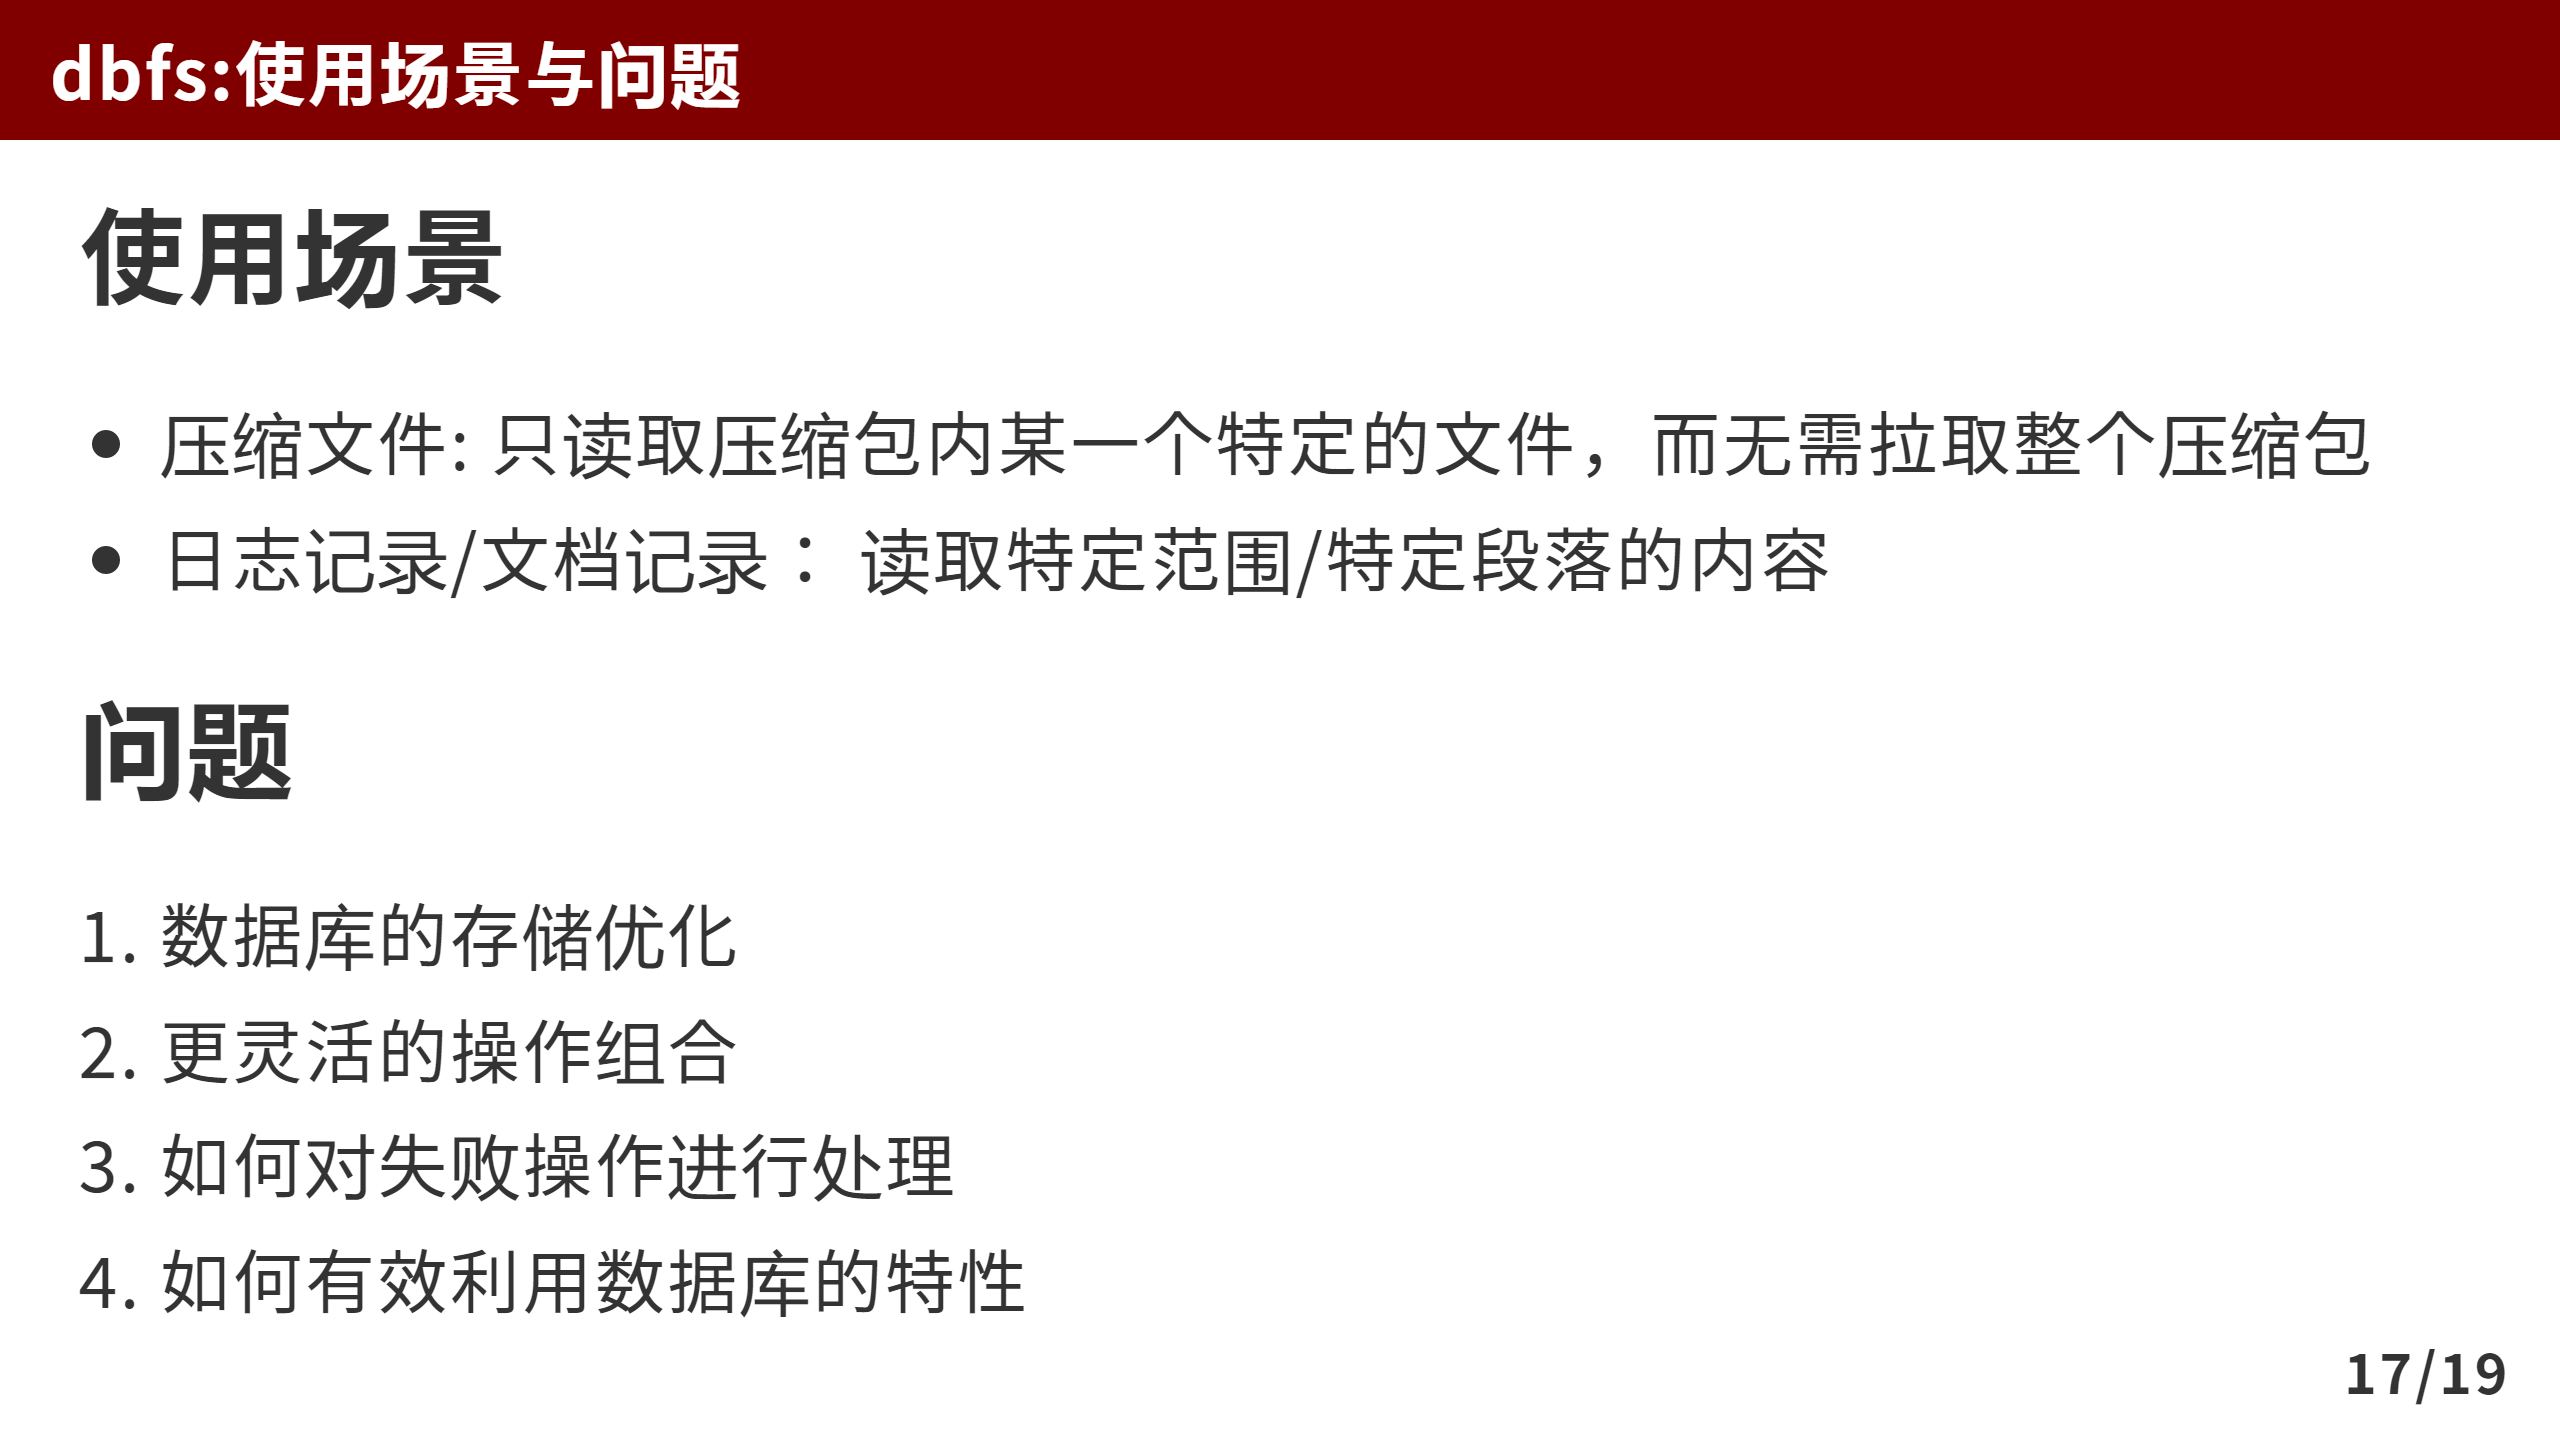 dbfs:使用场景与问题
使用场景
• 压缩文件: 只读取压缩包内某一个特定的文件，而无需拉取整个压缩包
• 日志记录/文档记录 ： 读取特定范围/特定段落的内容
问题
1. 数据库的存储优化
2. 更灵活的操作组合
3. 如何对失败操作进行处理
4. 如何有效利用数据库的特性
17/19